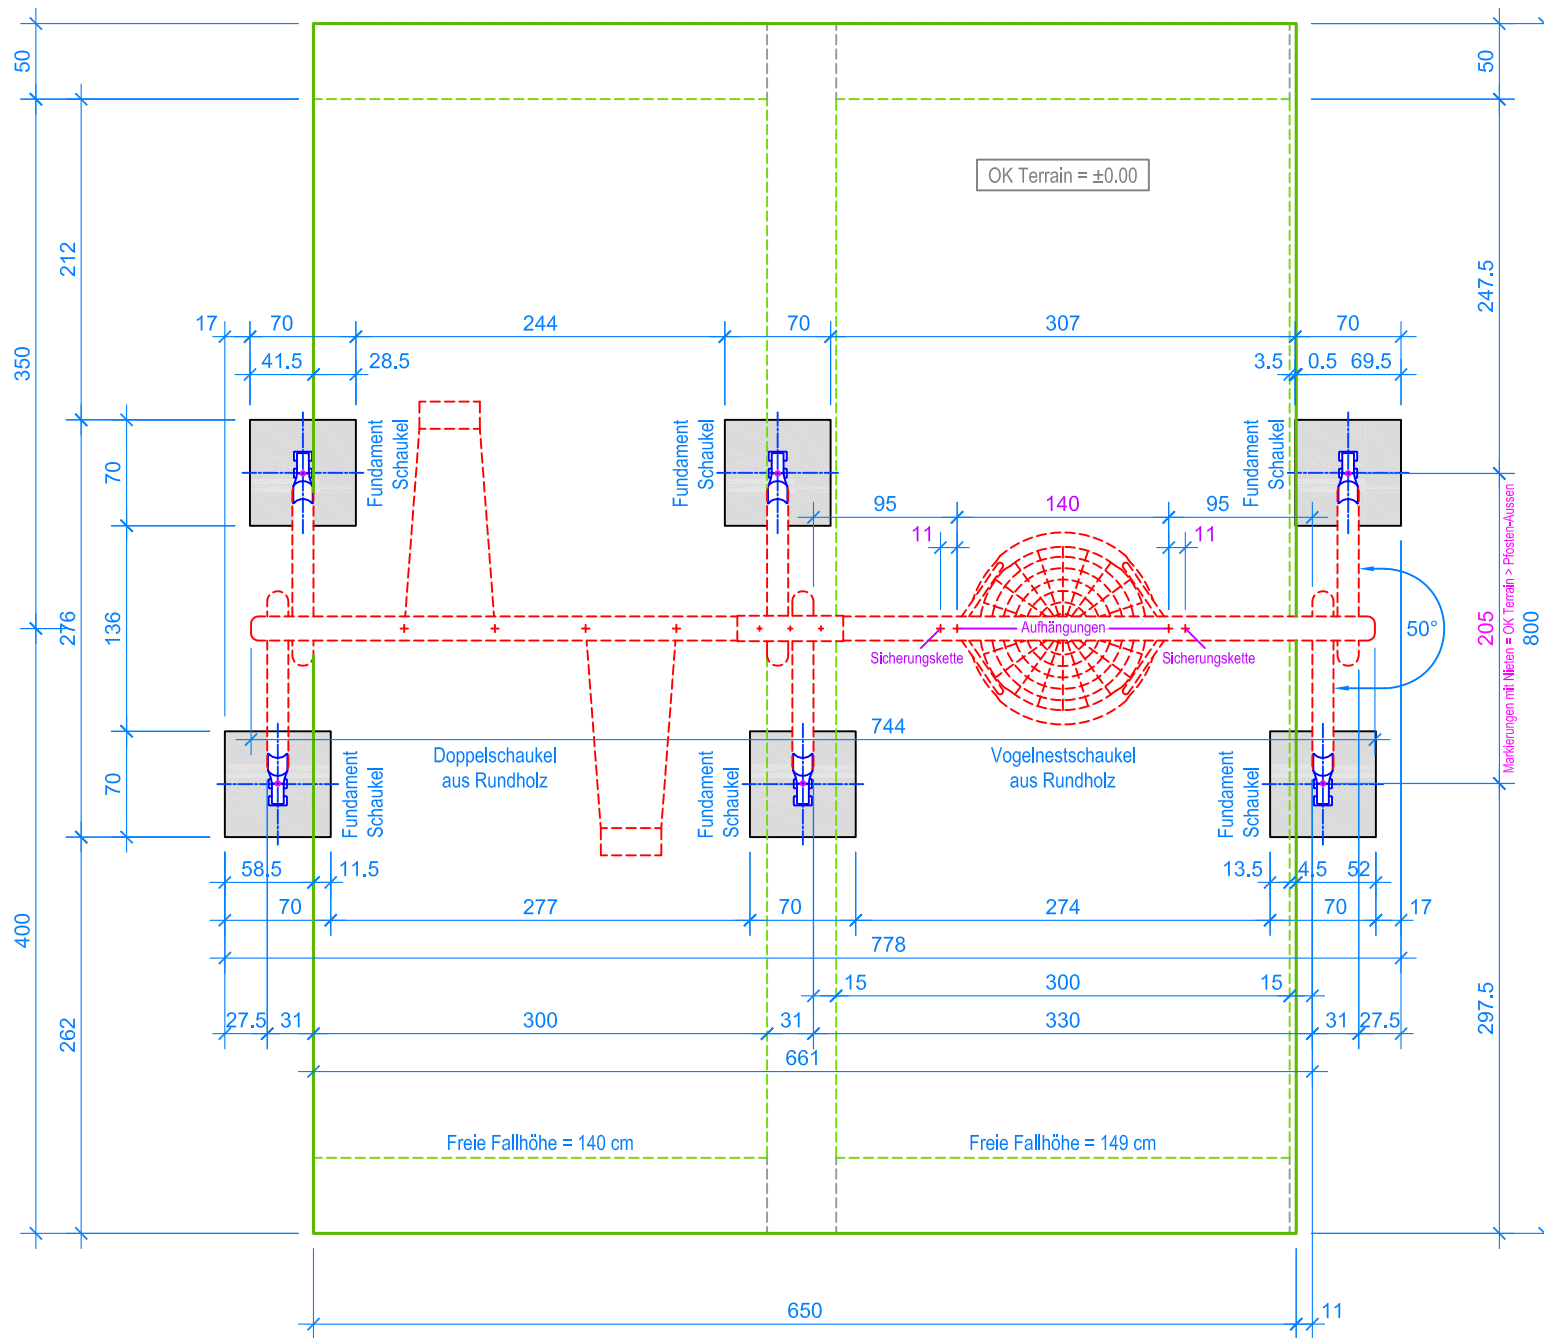 50
50
OK Terrain = ±0.00
212
247.5
17
70
244
70
307
70
350
41.5
28.5
3.5
0.5
69.5
Fundament
Schaukel
Fundament
Schaukel
Fundament
Schaukel
70
95
140
95
11
11
276
136
Aufhängungen
Sicherungskette
Sicherungskette
50°
205
Markierungen mit Nieten = OK Terrain > Pfosten-Aussen
800
744
Doppelschaukel
aus Rundholz
Vogelnestschaukel
aus Rundholz
70
Fundament
Schaukel
Fundament
Schaukel
Fundament
Schaukel
58.5
11.5
13.5
4.5
52
70
277
70
274
70
17
400
778
15
300
15
262
27.5
31
300
31
330
31
27.5
297.5
661
Freie Fallhöhe = 140 cm
Freie Fallhöhe = 149 cm
650
11